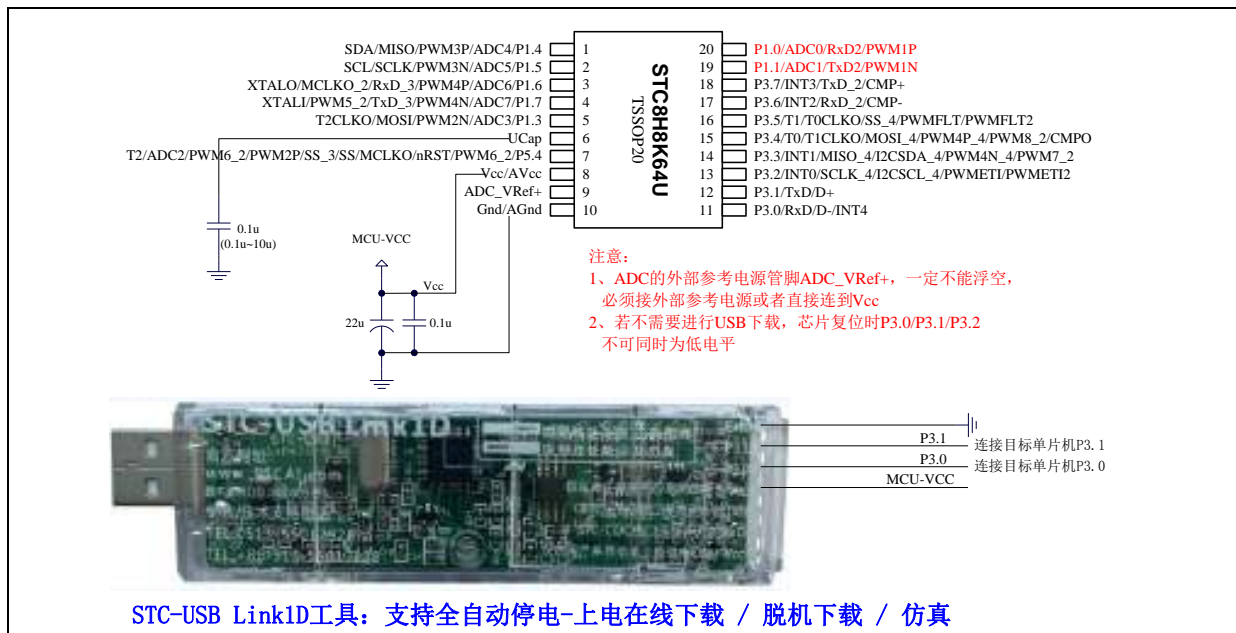 SDA/MISO/PWM3P/ADC4/P1.4 1
SCL/SCLK/PWM3N/ADC5/P1.5 2
XTALO/MCLKO_2/RxD_3/PWM4P/ADC6/P1.6 3
XTALI/PWM5_2/TxD_3/PWM4N/ADC7/P1.7 4
T2CLKO/MOSI/PWM2N/ADC3/P1.3 5
UCap 6
T2/ADC2/PWM6_2/PWM2P/SS_3/SS/MCLKO/nRST/PWM6_2/P5.4 7
Vcc/AVcc 8
ADC_VRef+ 9
Gnd/AGnd 10
STC8H8K64U
TSSOP20
20 P1.0/ADC0/RxD2/PWM1P
19 P1.1/ADC1/TxD2/PWM1N
18 P3.7/INT3/TxD_2/CMP+
17 P3.6/INT2/RxD_2/CMP-
16 P3.5/T1/T0CLKO/SS_4/PWMFLT/PWMFLT2
15 P3.4/T0/T1CLKO/MOSI_4/PWM4P_4/PWM8_2/CMPO
14 P3.3/INT1/MISO_4/I2CSDA_4/PWM4N_4/PWM7_2
13 P3.2/INT0/SCLK_4/I2CSCL_4/PWMETI/PWMETI2
12 P3.1/TxD/D+
11 P3.0/RxD/D-/INT4
0.1u
(0.1u~10u)
MCU-VCC
Vcc
22u
0.1u
注意：
1、ADC的外部参考电源管脚ADC_VRef+，一定不能浮空，
必须接外部参考电源或者直接连到Vcc
2、若不需要进行USB下载，芯片复位时P3.0/P3.1/P3.2
不可同时为低电平
STC-USB Link1D
P3.1 连接目标单片机P3.1
P3.0 连接目标单片机P3.0
MCU-VCC
STC-USB Link1D工具：支持全自动停电-上电在线下载 / 脱机下载 / 仿真